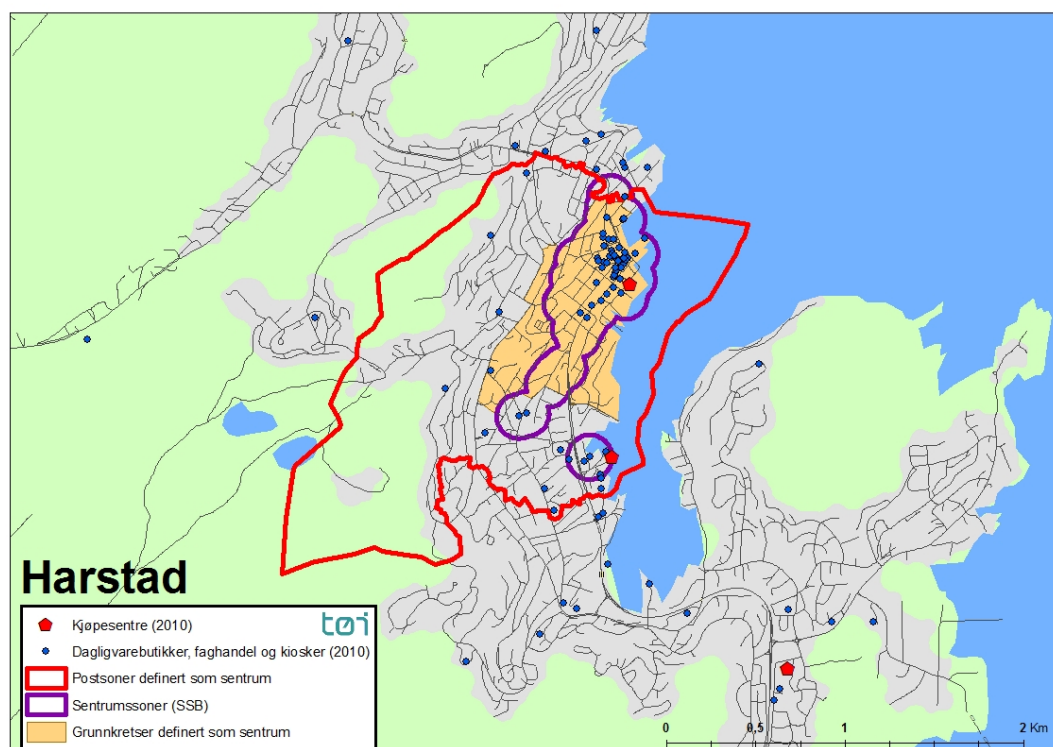 Harstad
tøi
Kjøpesentre (2010)
Dagligvarebutikker, faghandel og kiosker (2010)
Postsoner definert som sentrum
Sentrumssoner (SSB)
Grunnkretser definert som sentrum
0 0,5 1 2 Km